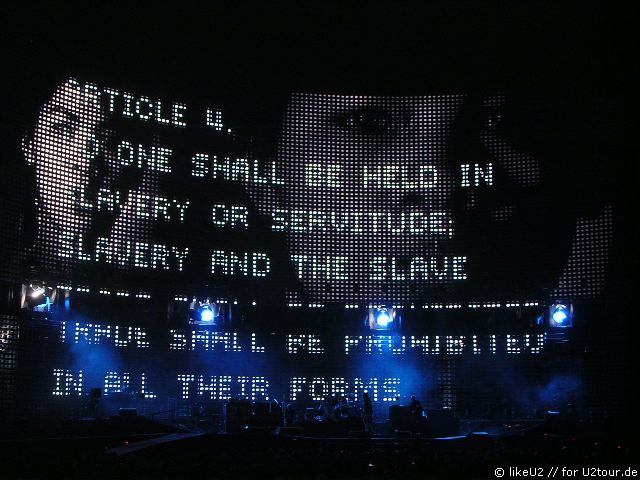 ARTICLE 4.
O ONE SHALL BE HELD IN
SLAVERY OR SERVITUDE;
SLAVERY AND THE SLAVE
TRADE SHALL BE PROHIBITED
IN ALL THEIR FORMS
© likeU2 // for U2tour.de